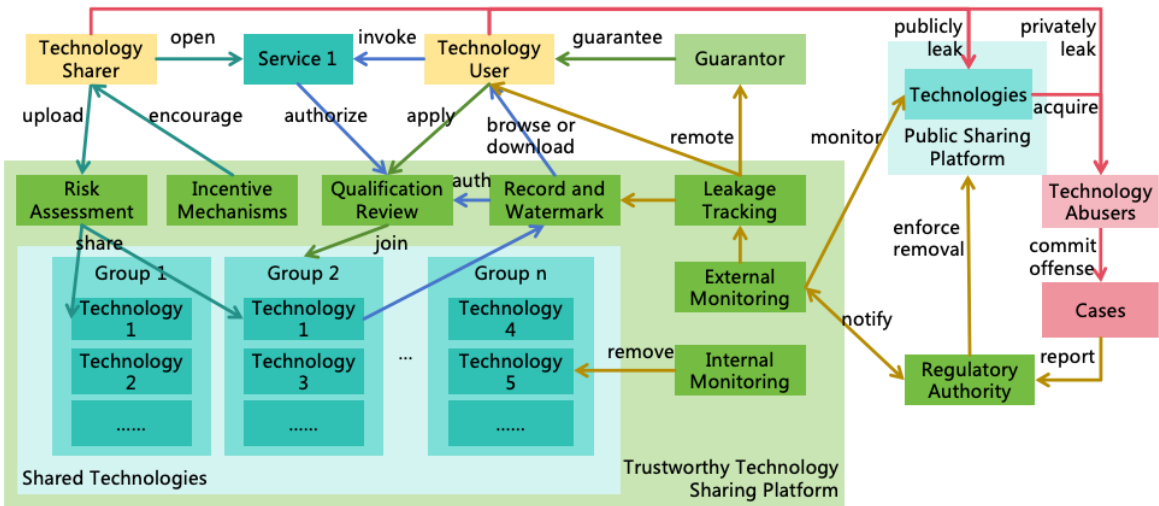 publicly
leak
privately
leak
Technology
Sharer
open
Service 1
invoke
Technology
User
guarantee
Guarantor
Technologies
acquire
Public Sharing
Platform
upload
encourage
authorize
apply
browse or
download
remote
monitor
Risk
Assessment
Incentive
Mechanisms
Qualification
Review
auth
Record and
Watermark
Leakage
Tracking
Technology
Abusers
share
join
enforce
removal
commit
offense
Group 1
Group 2
Group n
External
Monitoring
Cases
Technology
1
Technology
1
Technology
4
notify
...
Technology
2
Technology
3
Technology
5
remove
Internal
Monitoring
Regulatory
Authority
report
......
......
......
Shared Technologies
Trustworthy Technology
Sharing Platform